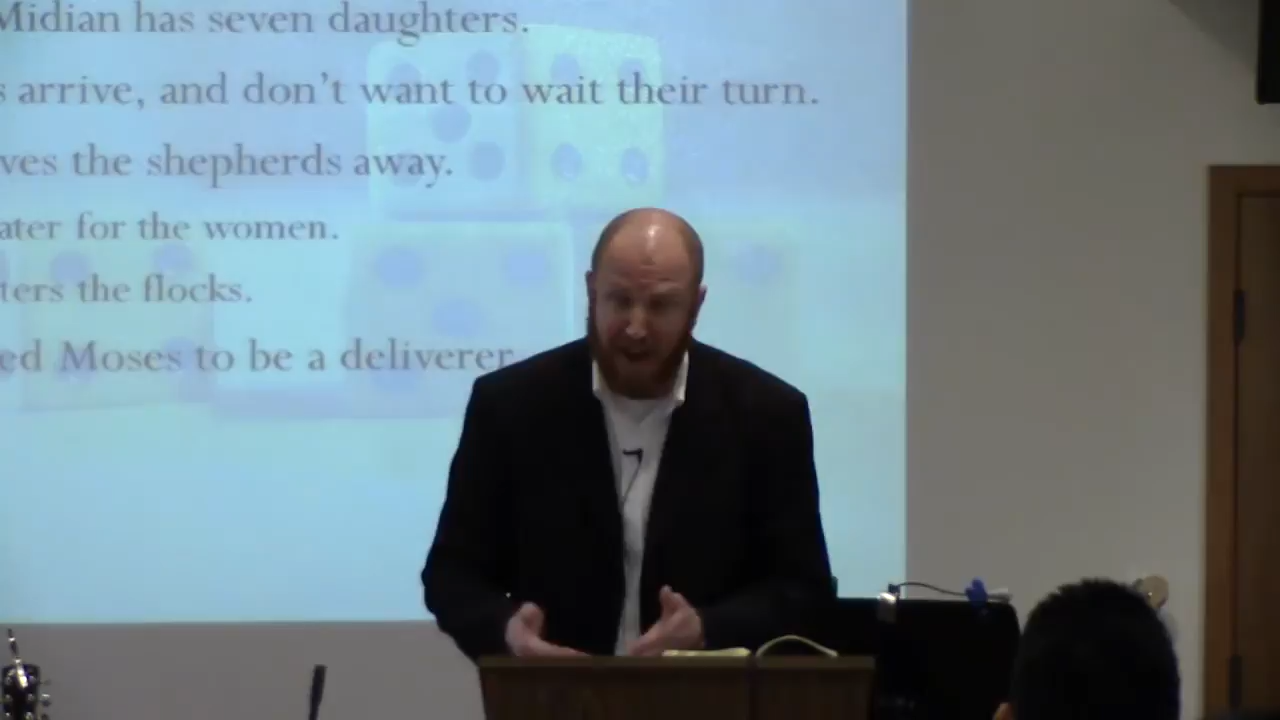 Midian has seven daughters.
s arrive, and don't want to wait their turn.
ves the shepherds away.
ater for the women.
ters the flocks.
ed Moses to be a deliverer